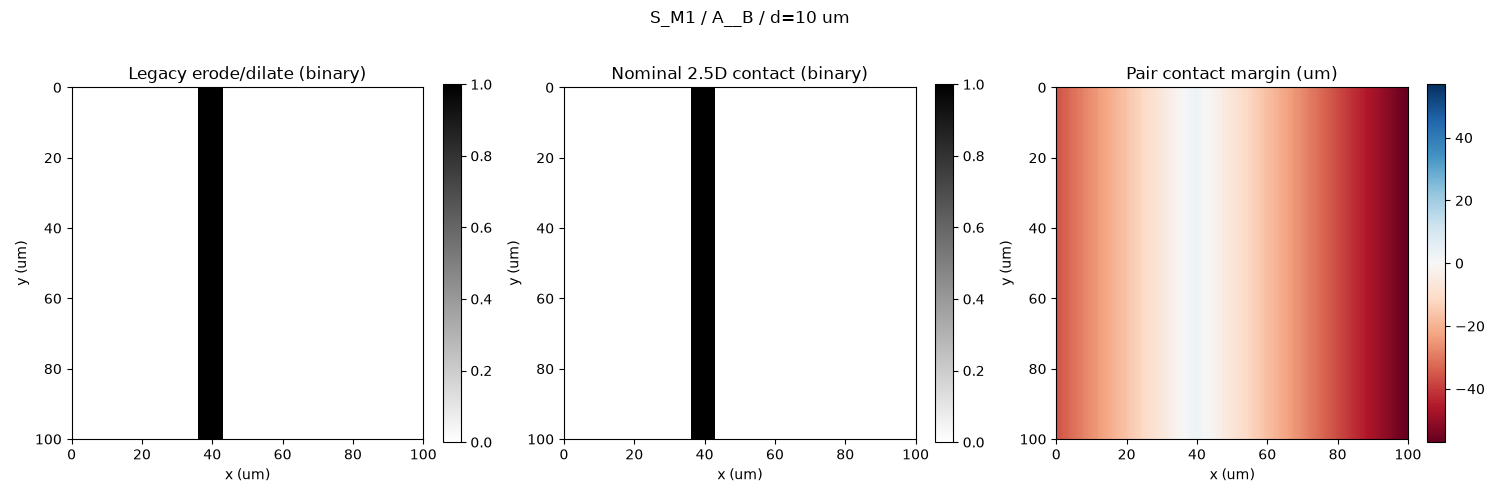 S_M1 / A__B / d=10 um
Legacy erode/dilate (binary)
Nominal 2.5D contact (binary)
Pair contact margin (um)
0
20
40
60
80
100
y (um)
0 20 40 60 80 100
x (um)
1.0
0.8
0.6
0.4
0.2
0.0
0
20
40
60
80
100
y (um)
0 20 40 60 80 100
x (um)
1.0
0.8
0.6
0.4
0.2
0.0
0
20
40
60
80
100
y (um)
0 20 40 60 80 100
x (um)
40
20
0
−20
−40